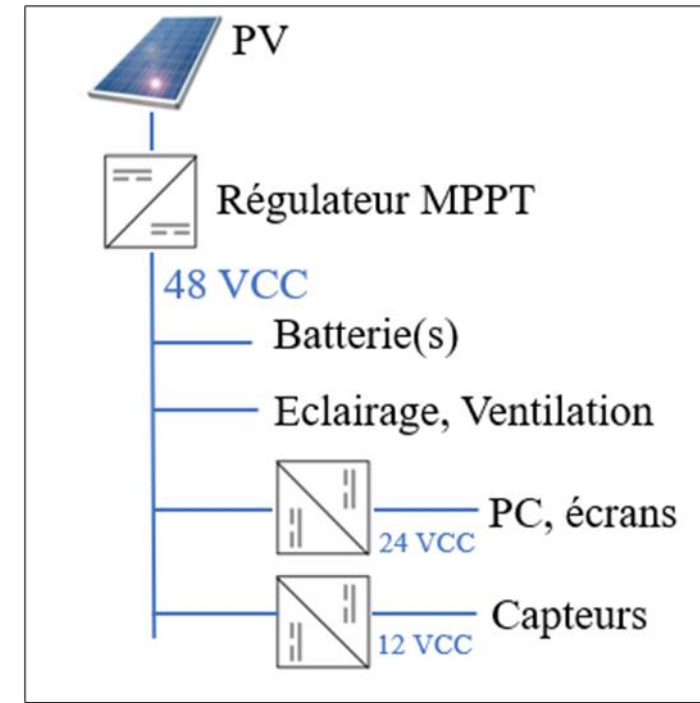 PV
Régulateur MPPT
48 VCC
Batterie(s)
Eclairage, Ventilation
PC, écrans
24 VCC
Capteurs
12 VCC